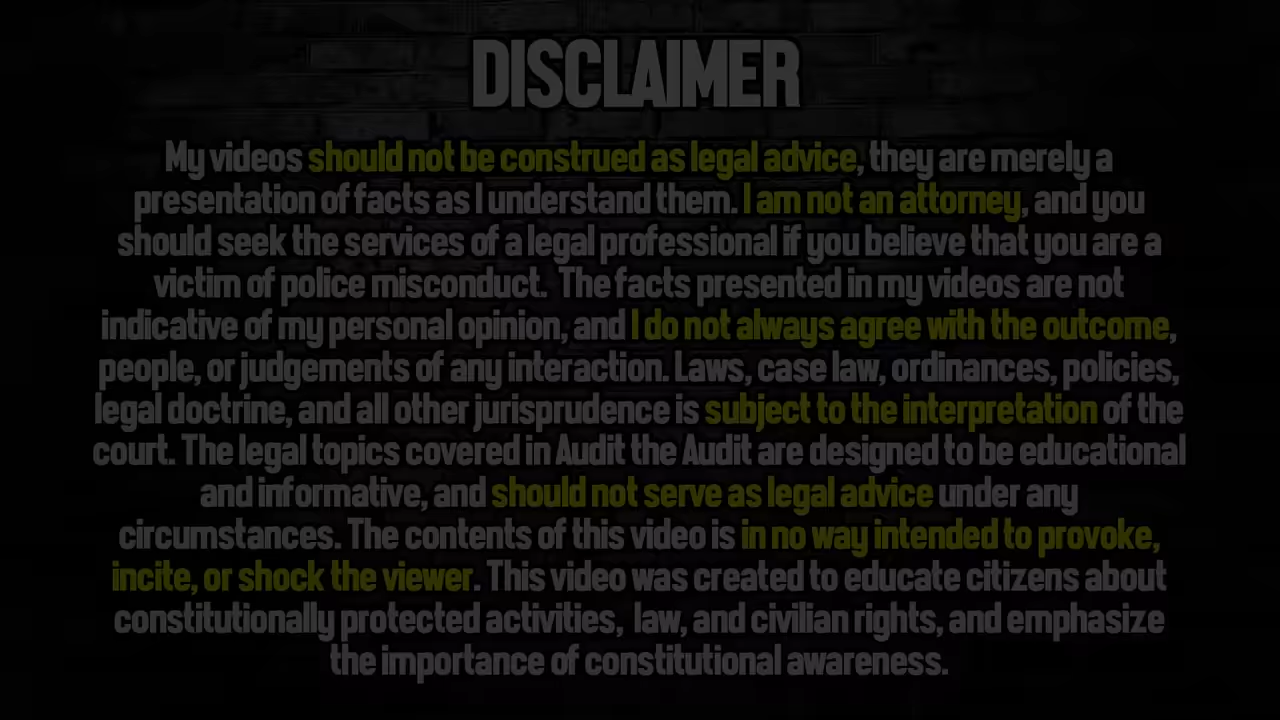 DISCLAIMER
My videos should not be construed as legal advice, they are merely a
presentation of facts as I understand them. I am not an attorney, and you
should seek the services of a legal professional if you believe that you are a
victim of police misconduct. The facts presented in my videos are not
indicative of my personal opinion, and I do not always agree with the outcome,
people, or judgements of any interaction. Laws, case law, ordinances, policies,
legal doctrine, and all other jurisprudence is subject to the interpretation of the
court. The legal topics covered in Audit the Audit are designed to be educational
and informative, and should not serve as legal advice under any
circumstances. The contents of this video is in no way intended to provoke,
incite, or shock the viewer. This video was created to educate citizens about
constitutionally protected activities, law, and civilian rights, and emphasize
the importance of constitutional awareness.